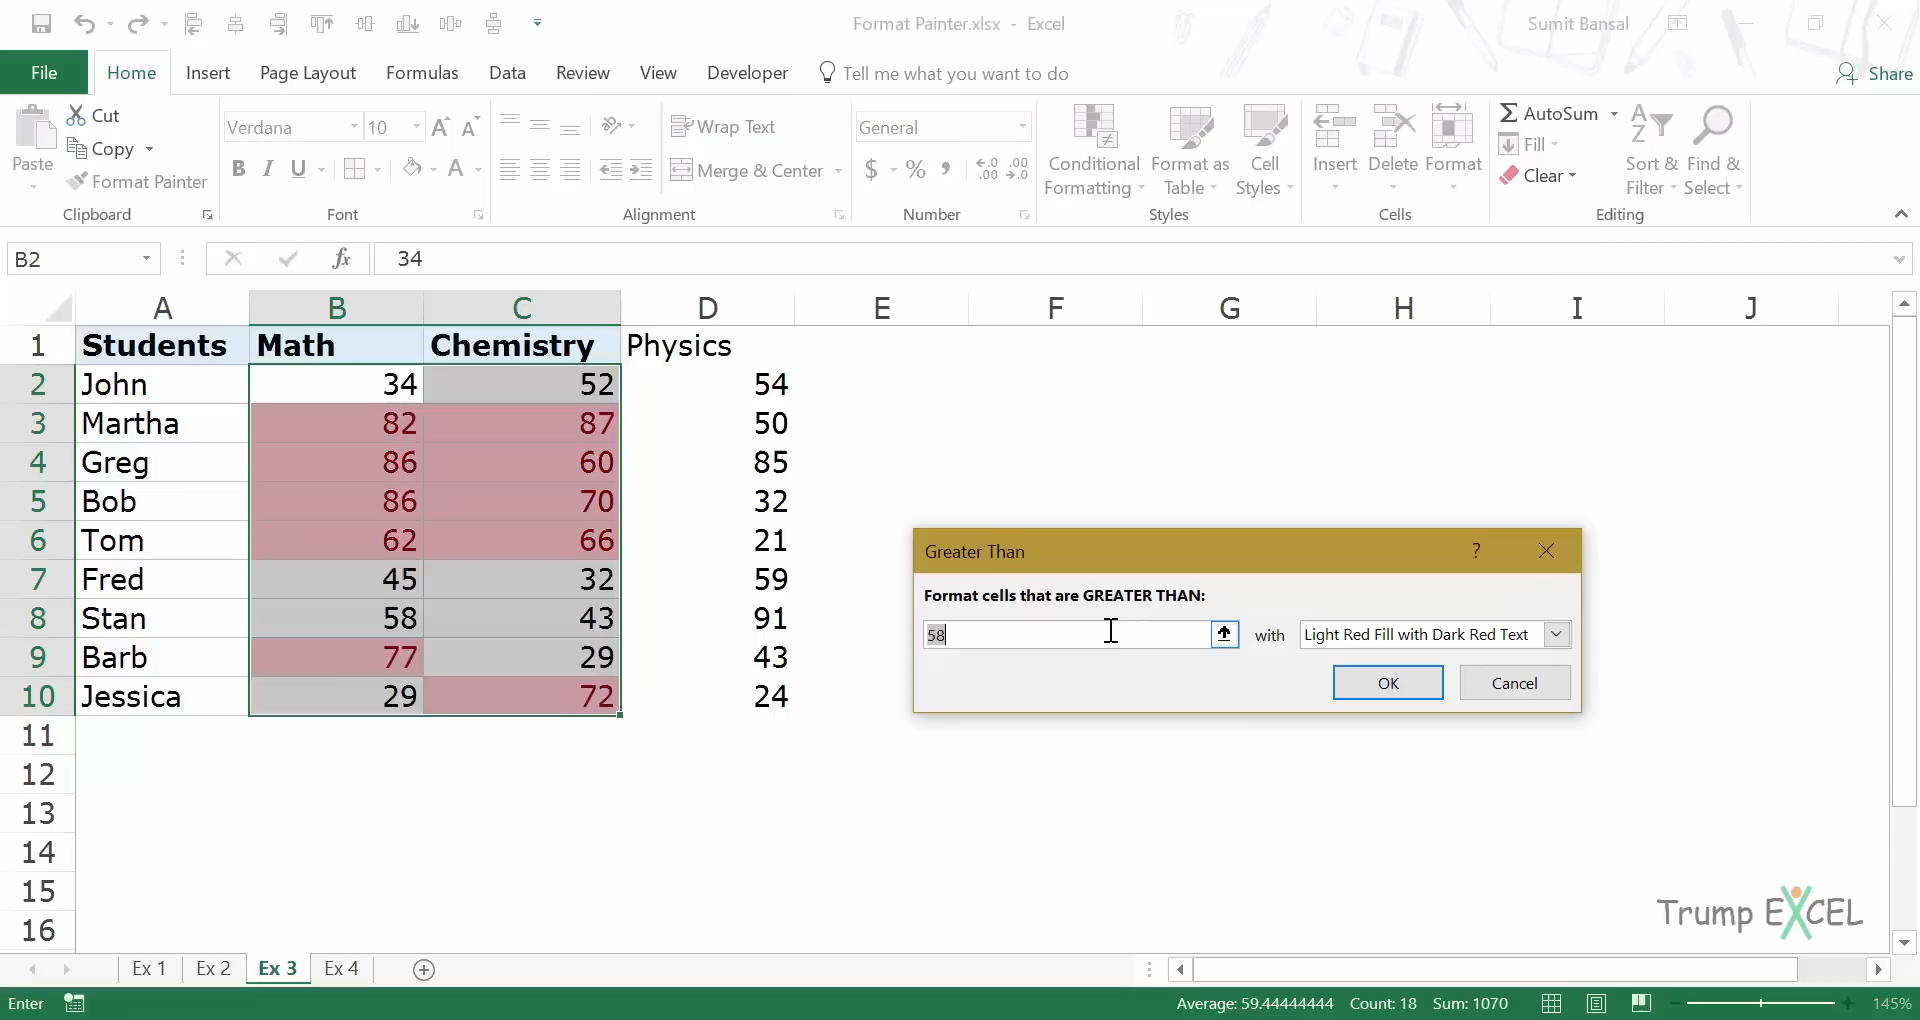 Format Painter.xlsx - Excel
Sumit Bansal
File Home Insert Page Layout Formulas Data Review View Developer Tell me what you want to do Share
Paste
Cut
Copy
Format Painter
Clipboard
Verdana 10
B I U
Font
Wrap Text
Merge & Center
Alignment
General
$ % ,
Number
Conditional Formatting
Format as Table
Cell Styles
Styles
Insert Delete Format
Cells
AutoSum
Fill
Clear
Sort & Filter
Find & Select
Editing
B2 fx 34
A B C D E F G H I J
1 Students Math Chemistry Physics
2 John 34 52 54
3 Martha 82 87 50
4 Greg 86 60 85
5 Bob 86 70 32
6 Tom 62 66 21
7 Fred 45 32 59
8 Stan 58 43 91
9 Barb 77 29 43
10 Jessica 29 72 24
11
12
13
14
15
16
Greater Than ?
Format cells that are GREATER THAN:
58 with Light Red Fill with Dark Red Text
OK Cancel
Trump EXCEL
Ex 1 Ex 2 Ex 3 Ex 4
Enter Average: 59.44444444 Count: 18 Sum: 1070 145%